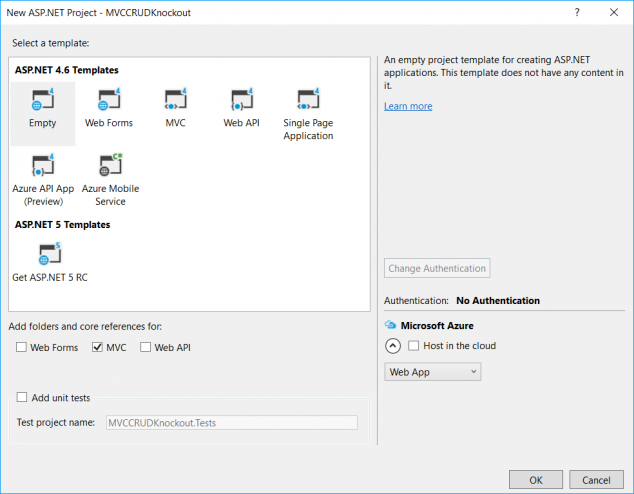 New ASP.NET Project - MVCCRUDKnockout
?
Select a template:
ASP.NET 4.6 Templates
Empty
Web Forms
MVC
Web API
Single Page
Application
Azure API App
(Preview)
Azure Mobile
Service
ASP.NET 5 Templates
Get ASP.NET 5 RC
An empty project template for creating ASP.NET
applications. This template does not have any content in
it.
Learn more
Change Authentication
Authentication: No Authentication
Microsoft Azure
Host in the cloud
Web App
Add folders and core references for:
Web Forms
MVC
Web API
Add unit tests
Test project name:
MVCCRUDKnockout.Tests
OK
Cancel